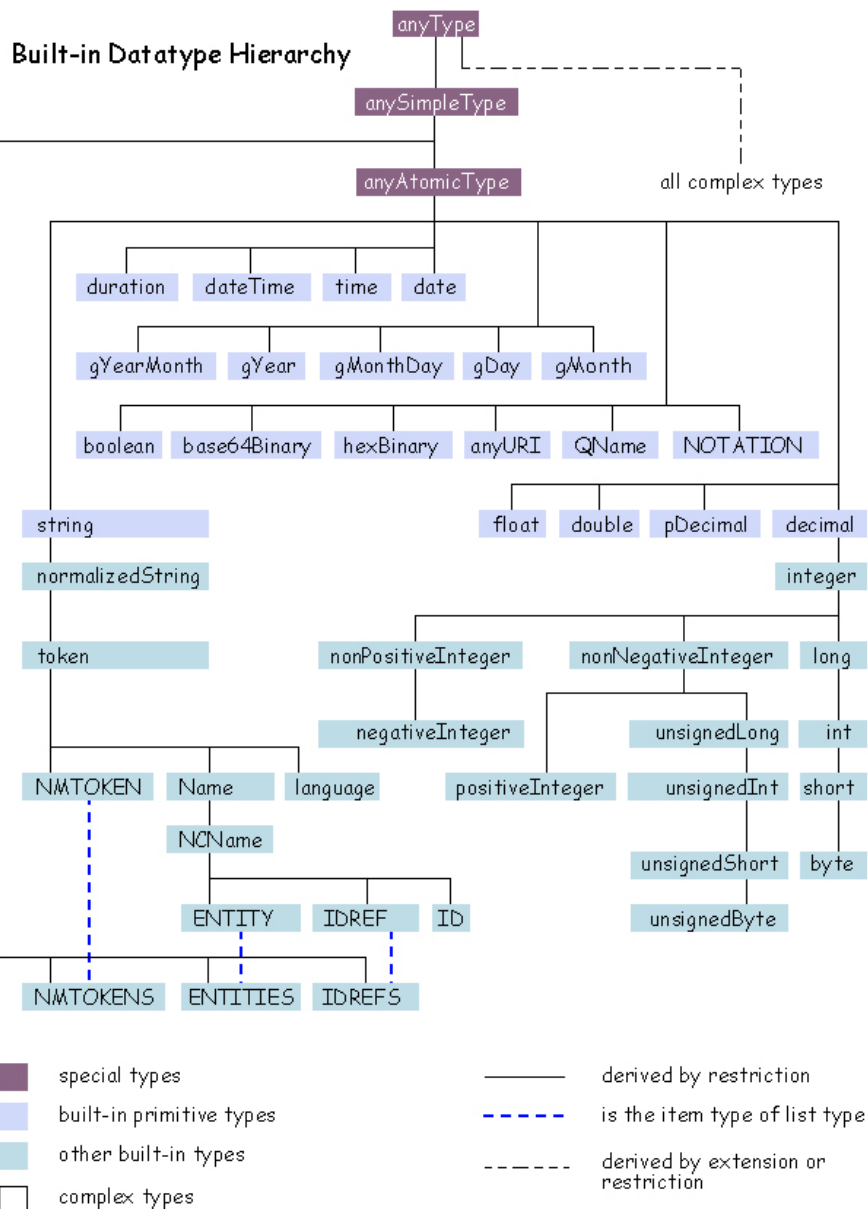 anyType
Built-in Datatype Hierarchy
anySimpleType
anyAtomicType
all complex types
duration dateTime time date
gYearMonth gYear gMonthDay gDay gMonth
boolean base64Binary hexBinary anyURI QName NOTATION
string float double pDecimal decimal
normalizedString integer
token nonPositiveInteger nonNegativeInteger long
negativeInteger unsignedLong int
NMTOKEN Name language positiveInteger unsignedInt short
NCName
unsignedShort byte
ENTITY IDREF ID unsignedByte
NMTOKENS ENTITIES IDREFS
special types derived by restriction
built-in primitive types is the item type of list type
other built-in types derived by extension or
restriction
complex types